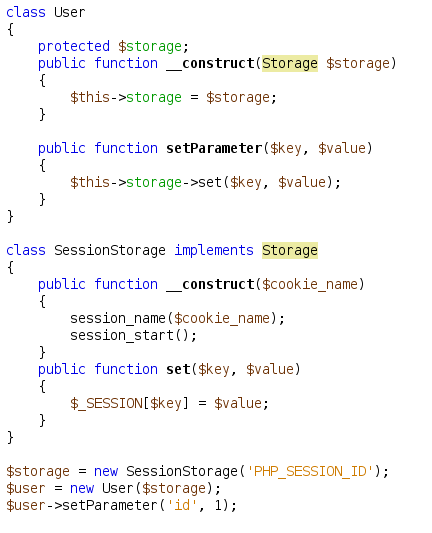 class User
{
    protected $storage;
    public function __construct(Storage $storage)
    {
        $this->storage = $storage;
    }

    public function setParameter($key, $value)
    {
        $this->storage->set($key, $value);
    }
}

class SessionStorage implements Storage
{
    public function __construct($cookie_name)
    {
        session_name($cookie_name);
        session_start();
    }
    public function set($key, $value)
    {
        $_SESSION[$key] = $value;
    }
}

$storage = new SessionStorage('PHP_SESSION_ID');
$user = new User($storage);
$user->setParameter('id', 1);